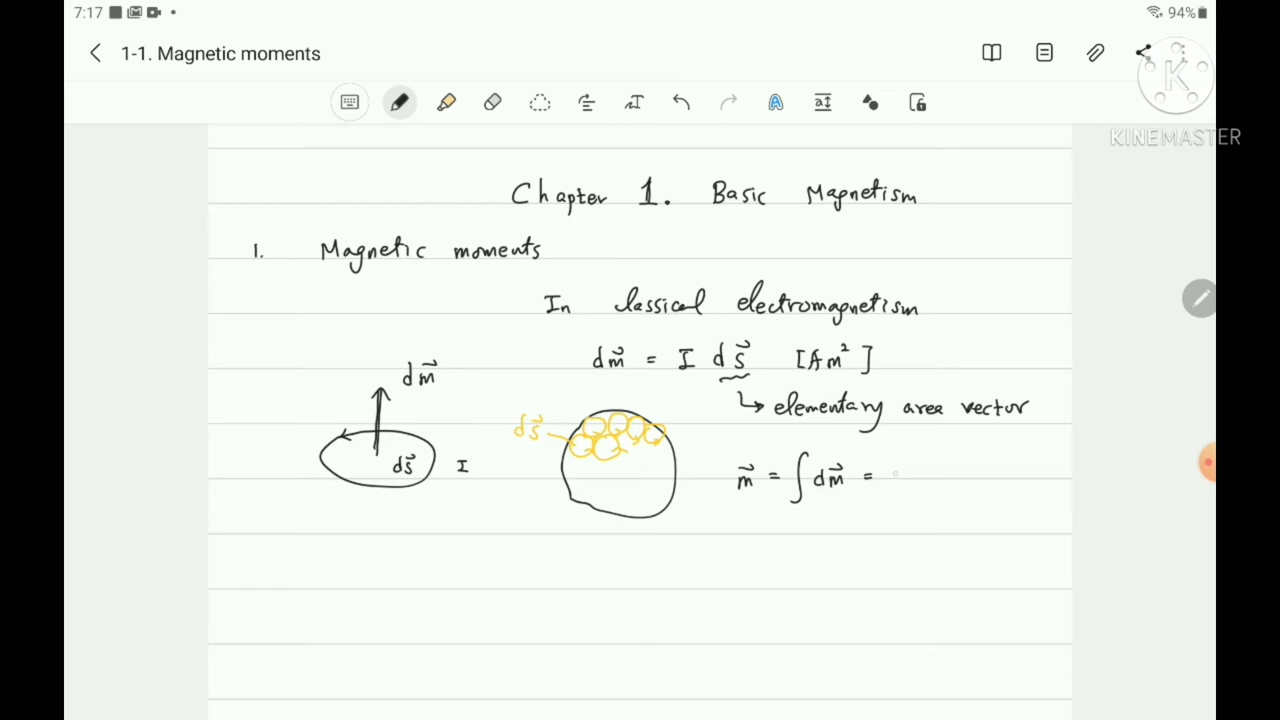 7:17
94%
1-1. Magnetic moments
KINEMASTER
Chapter 1. Basic Magnetism
1. Magnetic moments
In classical electromagnetism
dm⃗ = I ds⃗ [Am²]
↳ elementary area vector
dm⃗
ds⃗ I
ds⃗
m⃗ = ∫ dm⃗ =